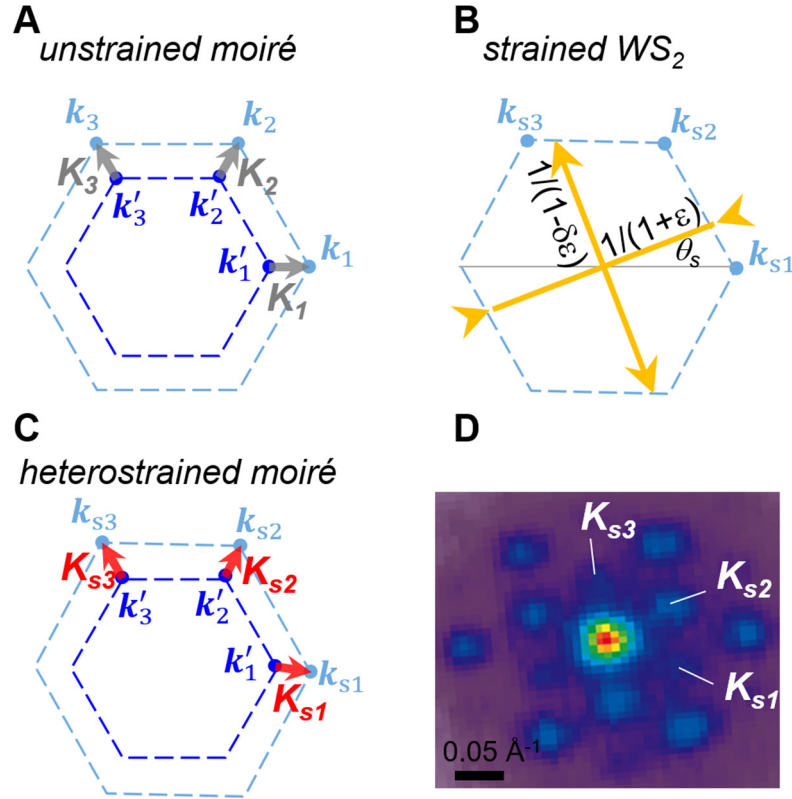 A
unstrained moiré
k₃
k₂
K₃
K₂
k′₃
k′₂
k′₁
k₁
K₁
B
strained WS₂
kₛ₃
kₛ₂
1/(1-δε)
1/(1+ε)
θₛ
kₛ₁
C
heterostrained moiré
kₛ₃
kₛ₂
Kₛ₃
Kₛ₂
k′₃
k′₂
k′₁
kₛ₁
Kₛ₁
D
Kₛ₃
Kₛ₂
Kₛ₁
0.05 Å⁻¹